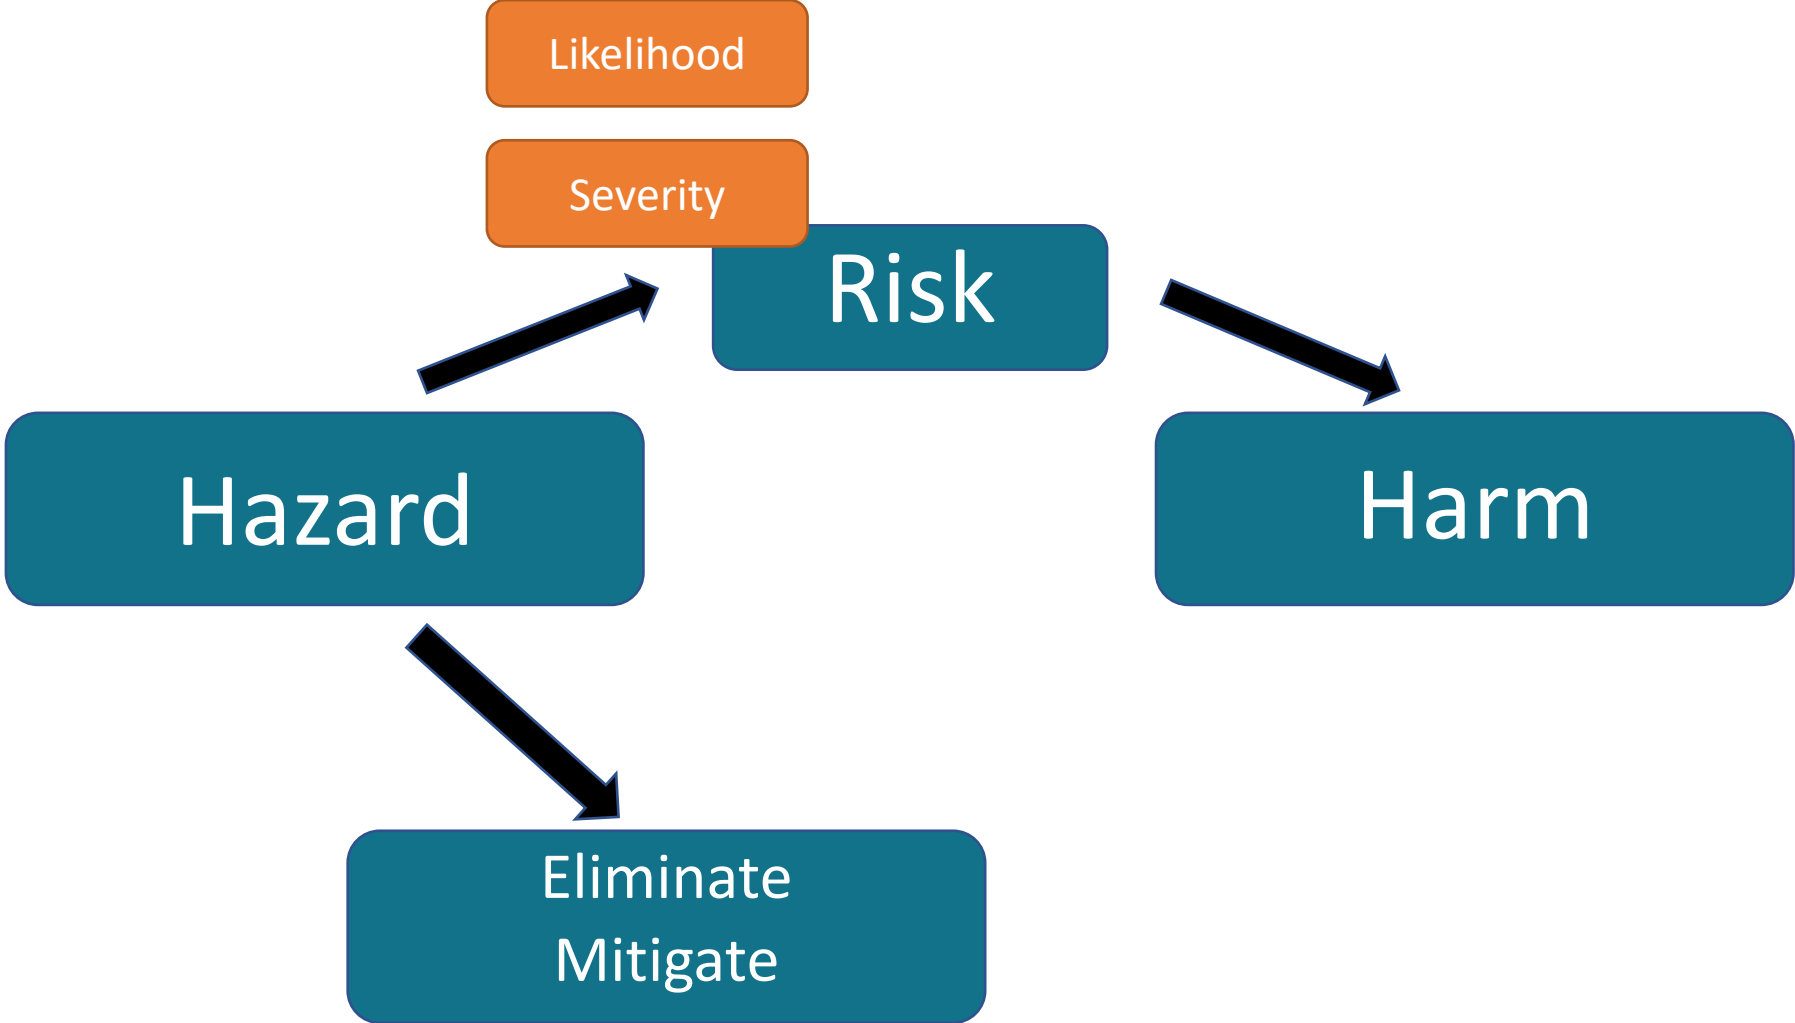 Likelihood
Severity
Risk
Hazard
Harm
Eliminate
Mitigate